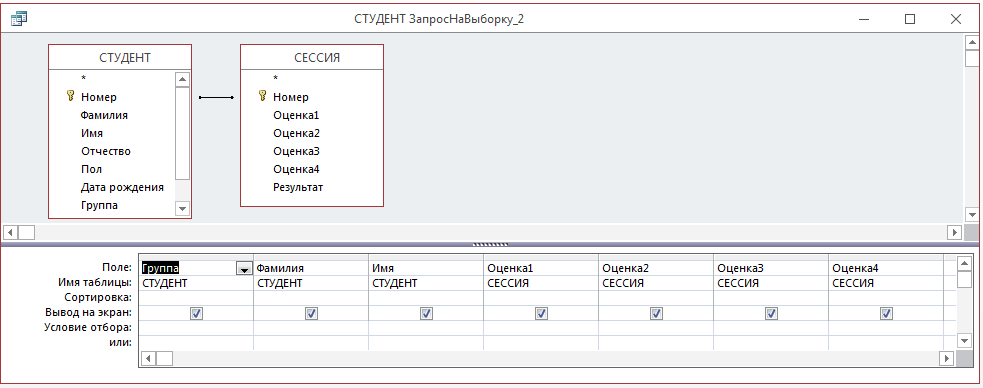 СТУДЕНТ ЗапросНаВыборку_2
СТУДЕНТ
*
Номер
Фамилия
Имя
Отчество
Пол
Дата рождения
Группа
СЕССИЯ
*
Номер
Оценка1
Оценка2
Оценка3
Оценка4
Результат
Поле: Группа Фамилия Имя Оценка1 Оценка2 Оценка3 Оценка4
Имя таблицы: СТУДЕНТ СТУДЕНТ СТУДЕНТ СЕССИЯ СЕССИЯ СЕССИЯ СЕССИЯ
Сортировка:
Вывод на экран:
Условие отбора:
или: